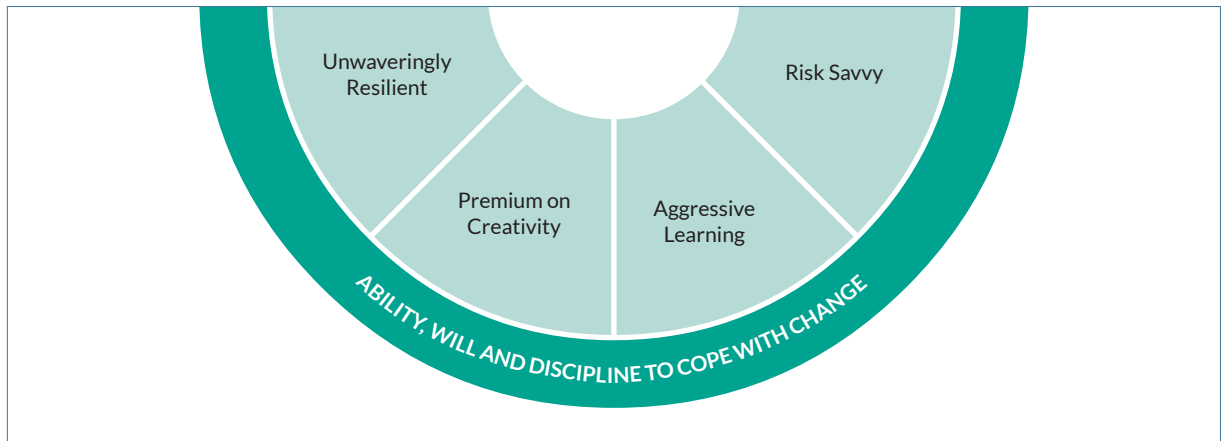 Unwaveringly
Resilient
Risk Savvy
Premium on
Creativity
Aggressive
Learning
ABILITY, WILL AND DISCIPLINE TO COPE WITH CHANGE